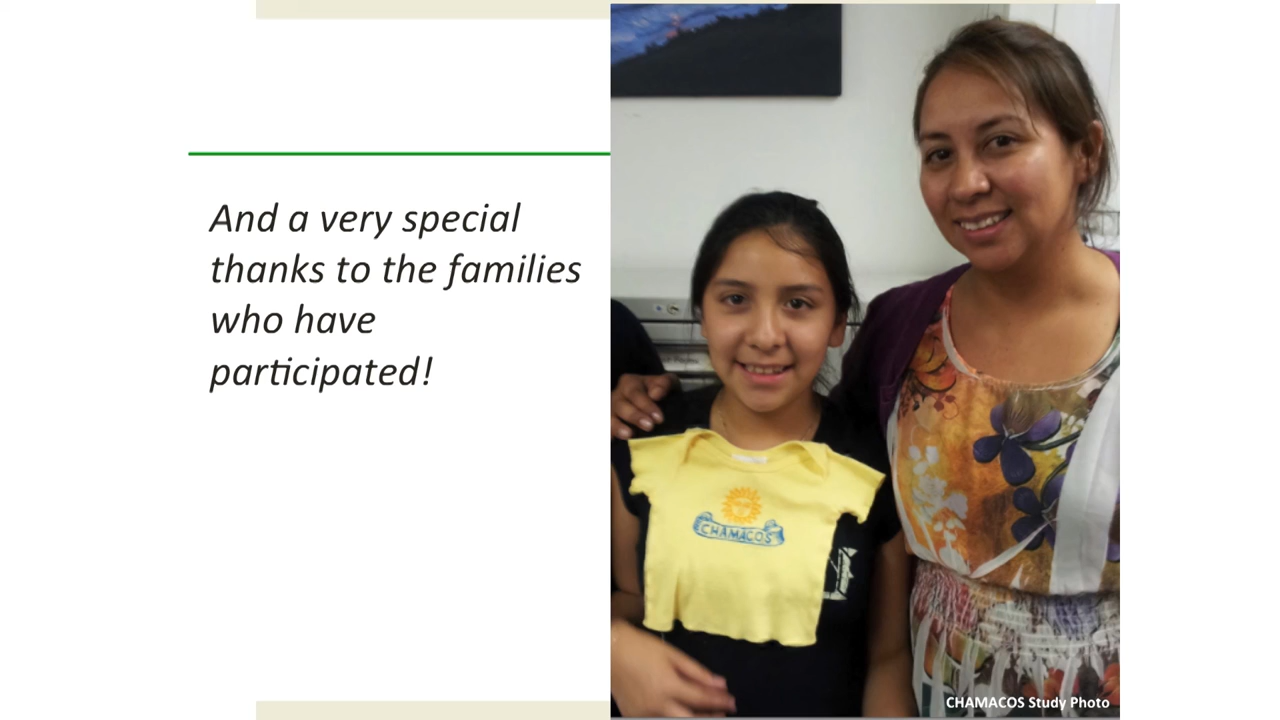 And a very special
thanks to the families
who have
participated!
CHAMACOS
CHAMACOS Study Photo